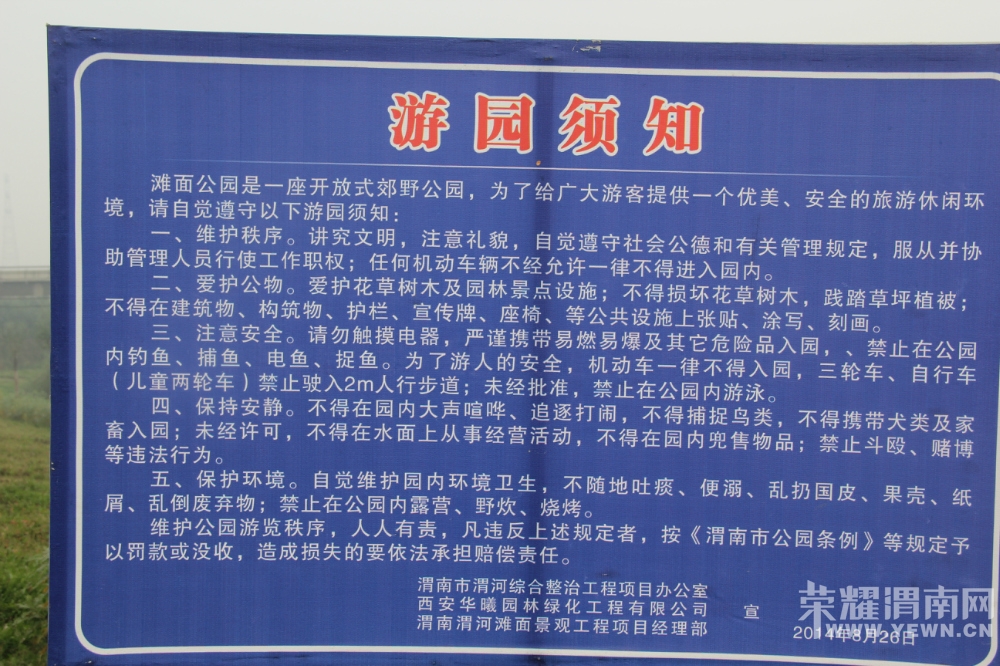 游园须知
滩面公园是一座开放式郊野公园，为了给广大游客提供一个优美、安全的旅游休闲环
境，请自觉遵守以下游园须知：
一、维护秩序。讲究文明，注意礼貌，自觉遵守社会公德和有关管理规定，服从并协
助管理人员行使工作职权；任何机动车辆不经允许一律不得进入园内。
二、爱护公物。爱护花草树木及园林景点设施；不得损坏花草树木，践踏草坪植被；
不得在建筑物、构筑物、护栏、宣传牌、座椅、等公共设施上张贴、涂写、刻画。
三、注意安全。请勿触摸电器，严谨携带易燃易爆及其它危险品入园，、禁止在公园
内钓鱼、捕鱼、电鱼、捉鱼。为了游人的安全，机动车一律不得入园，三轮车、自行车
（儿童两轮车）禁止驶入2m人行步道；未经批准，禁止在公园内游泳。
四、保持安静。不得在园内大声喧哗、追逐打闹，不得捕捉鸟类，不得携带犬类及家
畜入园；未经许可，不得在水面上从事经营活动，不得在园内兜售物品；禁止斗殴、赌博
等违法行为。
五、保护环境。自觉维护园内环境卫生，不随地吐痰、便溺、乱扔国皮、果壳、纸
屑、乱倒废弃物；禁止在公园内露营、野炊、烧烤。
维护公园游览秩序，人人有责，凡违反上述规定者，按《渭南市公园条例》等规定予
以罚款或没收，造成损失的要依法承担赔偿责任。
渭南市渭河综合整治工程项目办公室
西安华曦园林绿化工程有限公司 宣
渭南渭河滩面景观工程项目经理部
2014年8月26日
荣耀渭南网
WWW.YEWN.CN